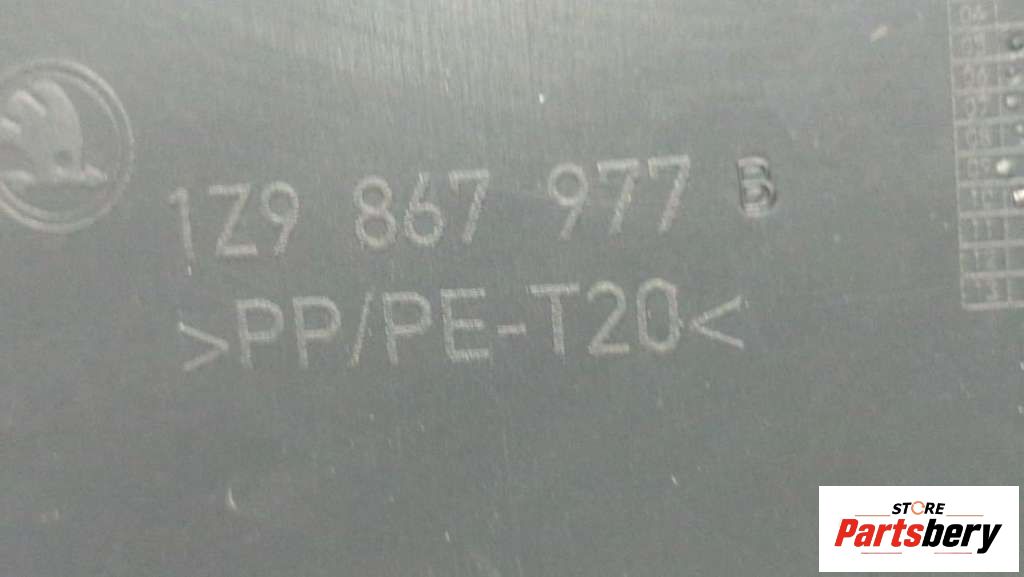 1Z9 867 977 B
>PP/PE-T20<
STORE
Partsbery